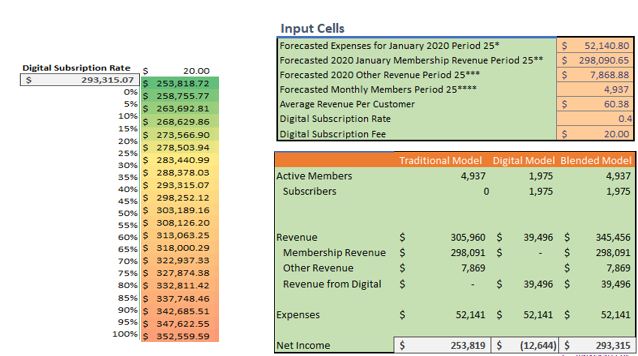 Digital Subsription Rate $ 20.00
$ 293,315.07 $ 253,818.72
0% $ 258,755.77
5% $ 263,692.81
10% $ 268,629.86
15% $ 273,566.90
20% $ 278,503.94
25% $ 283,440.99
30% $ 288,378.03
35% $ 293,315.07
40% $ 298,252.12
45% $ 303,189.16
50% $ 308,126.20
55% $ 313,063.25
60% $ 318,000.29
65% $ 322,937.33
70% $ 327,874.38
75% $ 332,811.42
80% $ 337,748.46
85% $ 342,685.51
90% $ 347,622.55
95% $ 352,559.59
100%
Input Cells
Forecasted Expenses for January 2020 Period 25* $ 52,140.80
Forecasted 2020 January Membership Revenue Period 25** $ 298,090.65
Forecasted 2020 Other Revenue Period 25*** $ 7,868.88
Forecasted Monthly Members Period 25**** 4,937
Average Revenue Per Customer $ 60.38
Digital Subscription Rate 0.4
Digital Subscription Fee $ 20.00
Traditional Model Digital Model Blended Model
Active Members 4,937 1,975 4,937
Subscribers 0 1,975 1,975
Revenue $ 305,960 $ 39,496 $ 345,456
Membership Revenue $ 298,091 $ - $ 298,091
Other Revenue $ 7,869 $ 7,869
Revenue from Digital $ - $ 39,496 $ 39,496
Expenses $ 52,141 $ 52,141 $ 52,141
Net Income $ 253,819 $ (12,644) $ 293,315